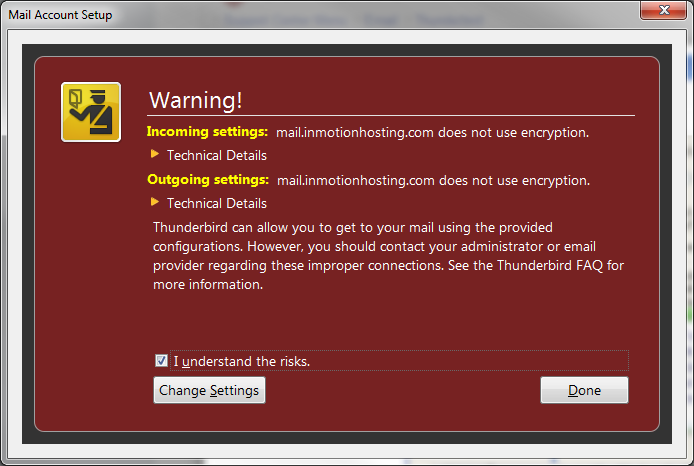 Mail Account Setup
Warning!
Incoming settings: mail.inmotionhosting.com does not use encryption.
Technical Details
Outgoing settings: mail.inmotionhosting.com does not use encryption.
Technical Details
Thunderbird can allow you to get to your mail using the provided
configurations. However, you should contact your administrator or email
provider regarding these improper connections. See the Thunderbird FAQ for
more information.
I understand the risks.
Change Settings
Done